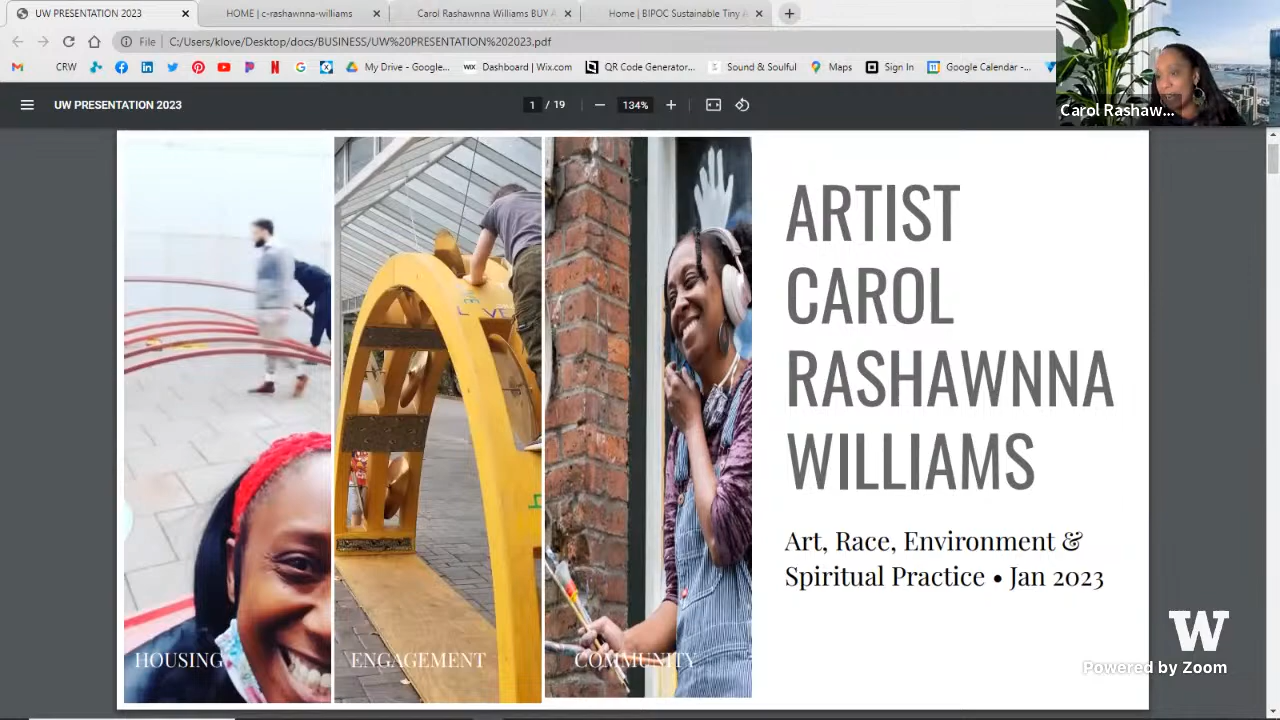 UW PRESENTATION 2023
HOME | c-rashawnna-williams
Carol Rashawna Williams BUY A
Home | BIPOC Sustainable Tiny A
File
C:/Users/klove/Desktop/docs/BUSINESS/UW%20PRESENTATION%202023.pdf
CRW
My Drive - Google...
WIX
Dashboard | Wix.com
QR Code Generator...
Sound & Soulful
Maps
Sign In
Google Calendar -...
UW PRESENTATION 2023
1 / 19
134%
Carol Rashaw...
ARTIST
CAROL
RASHAWNNA
WILLIAMS
Art, Race, Environment &
Spiritual Practice • Jan 2023
HOUSING
ENGAGEMENT
COMMUNITY
W
Powered by Zoom